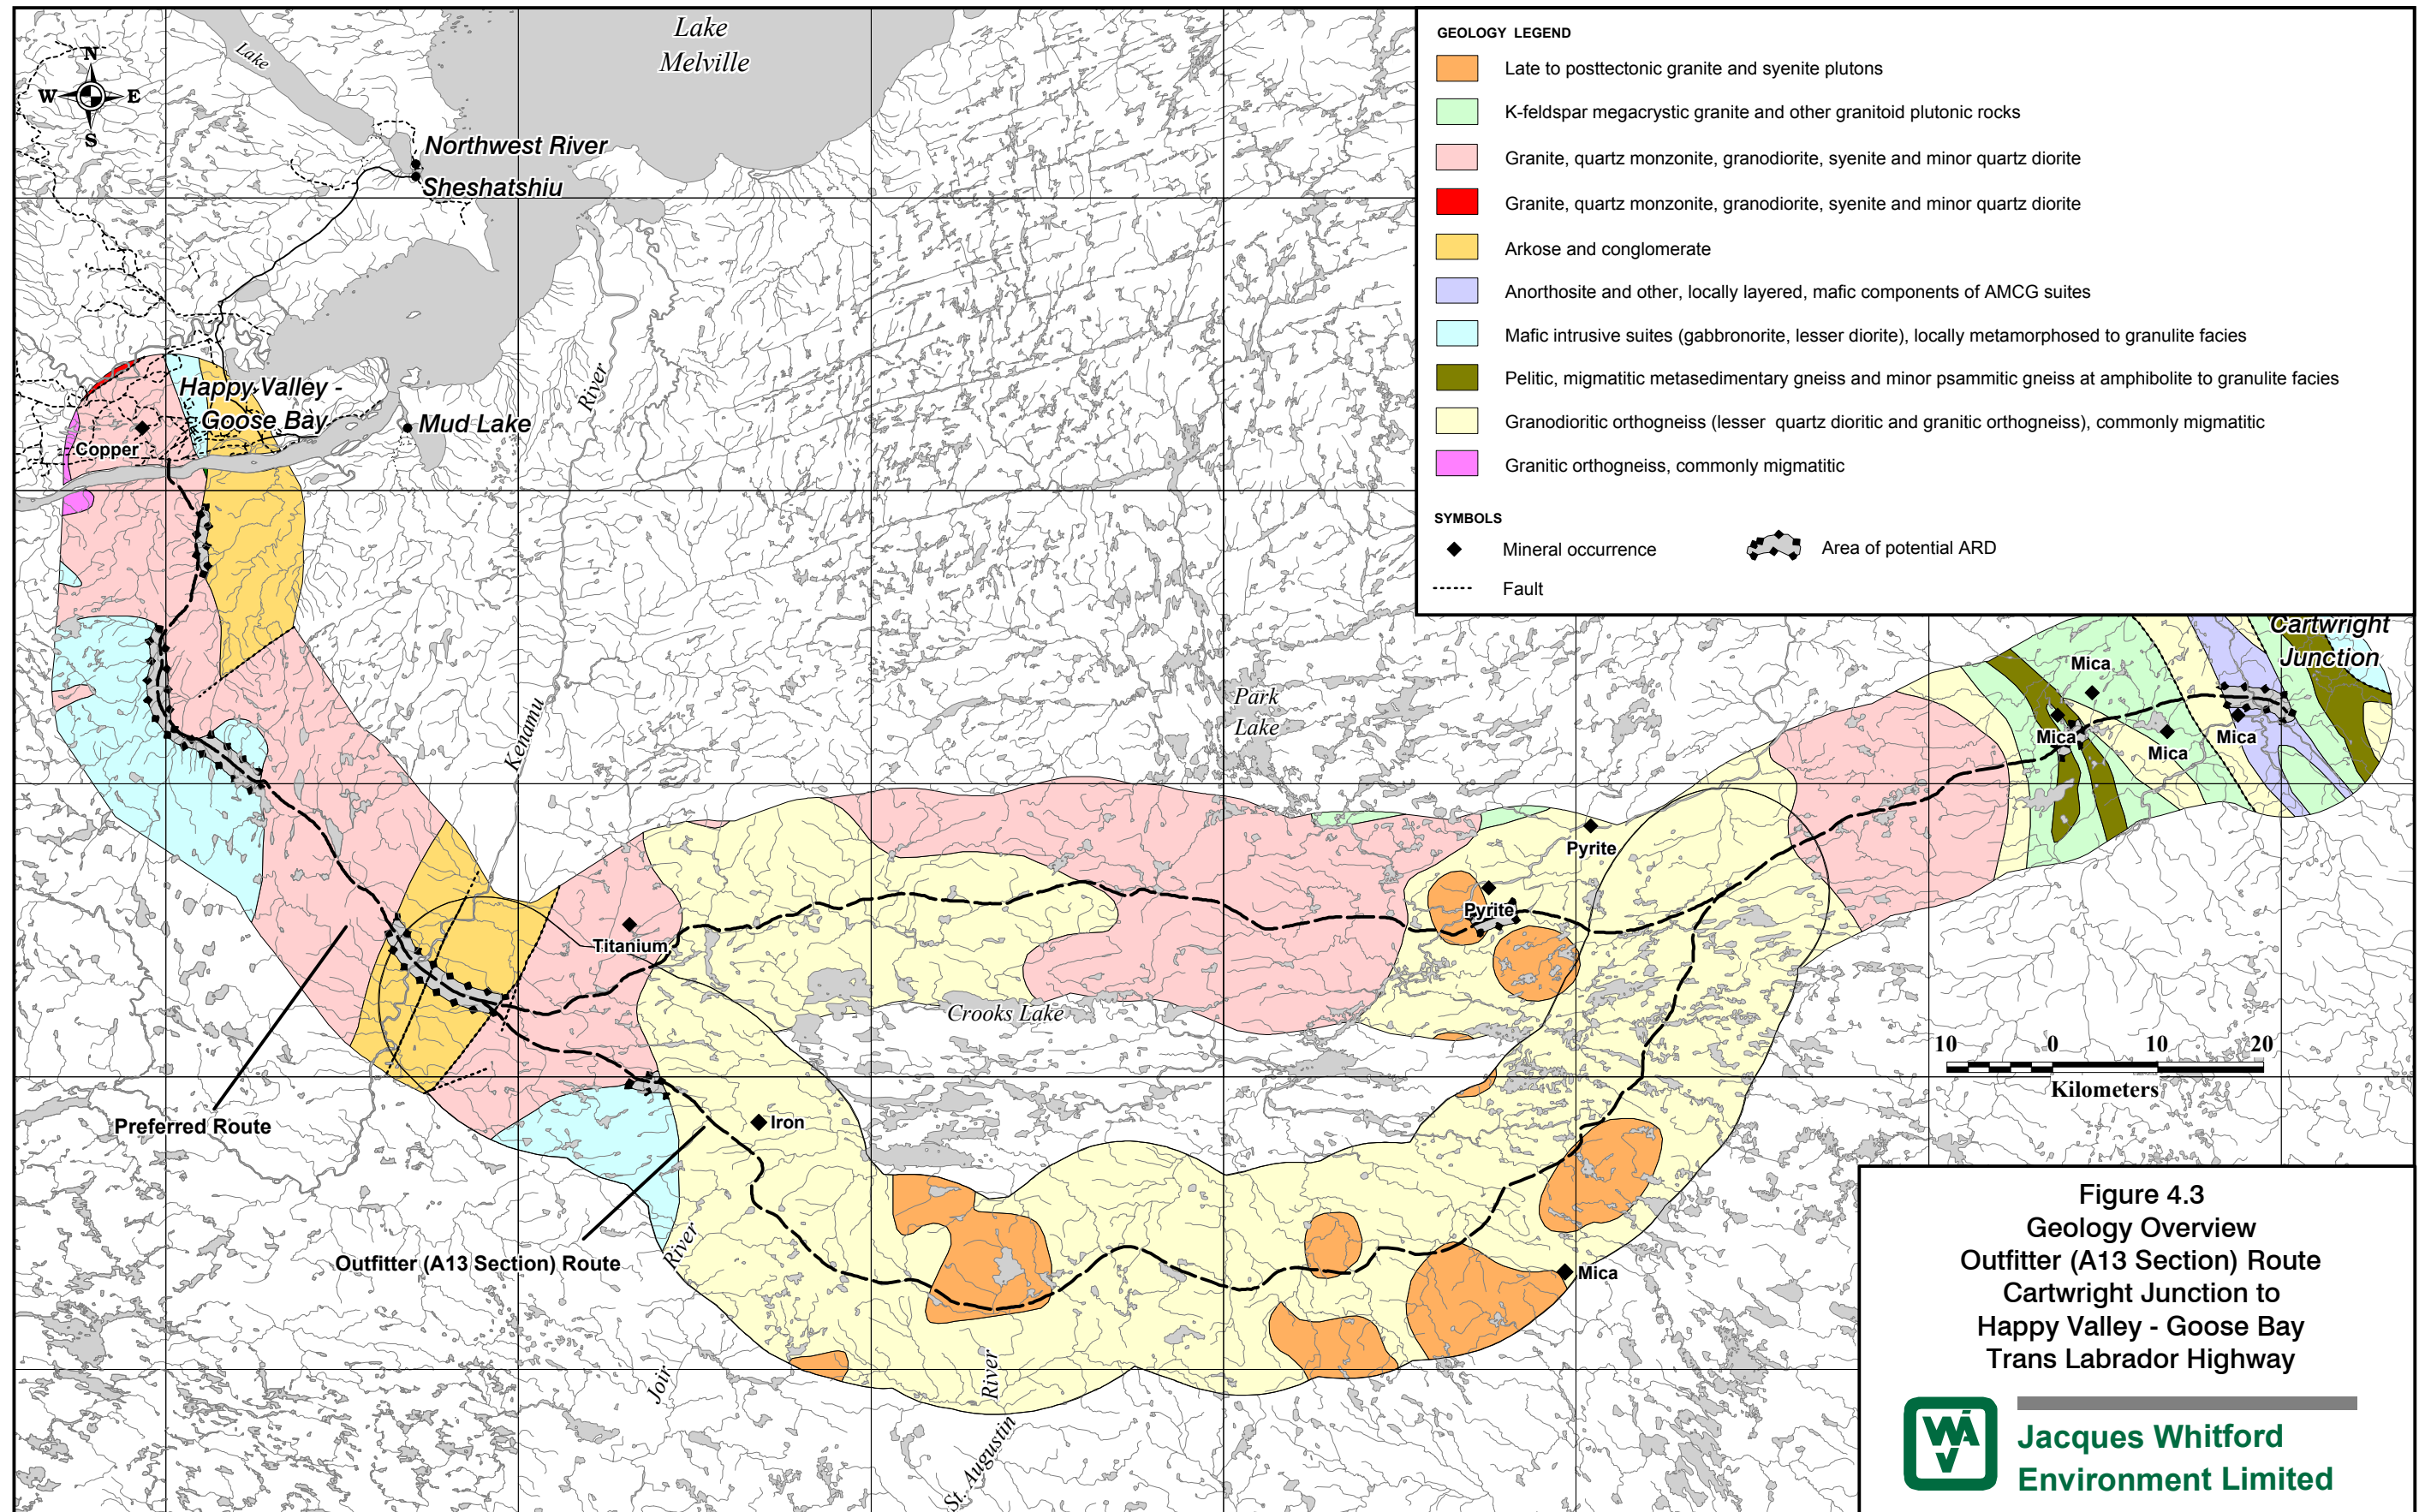 Lake
Melville
Lake
N
W
E
S
Northwest River
Sheshatshiu
Happy Valley -
Goose Bay
Mud Lake
Copper
River
Kenamu
Park
Lake
GEOLOGY LEGEND
Late to posttectonic granite and syenite plutons
K-feldspar megacrystic granite and other granitoid plutonic rocks
Granite, quartz monzonite, granodiorite, syenite and minor quartz diorite
Granite, quartz monzonite, granodiorite, syenite and minor quartz diorite
Arkose and conglomerate
Anorthosite and other, locally layered, mafic components of AMCG suites
Mafic intrusive suites (gabbronorite, lesser diorite), locally metamorphosed to granulite facies
Pelitic, migmatitic metasedimentary gneiss and minor psammitic gneiss at amphibolite to granulite facies
Granodioritic orthogneiss (lesser quartz dioritic and granitic orthogneiss), commonly migmatitic
Granitic orthogneiss, commonly migmatitic
SYMBOLS
Mineral occurrence
Area of potential ARD
Fault
Cartwright
Junction
Mica
Mica
Mica
Mica
Pyrite
Pyrite
Titanium
Crooks Lake
10 0 10 20
Kilometers
Preferred Route
Iron
Outfitter (A13 Section) Route
River
Joir
River
St. Augustin
Mica
Figure 4.3
Geology Overview
Outfitter (A13 Section) Route
Cartwright Junction to
Happy Valley - Goose Bay
Trans Labrador Highway
Jacques Whitford
Environment Limited